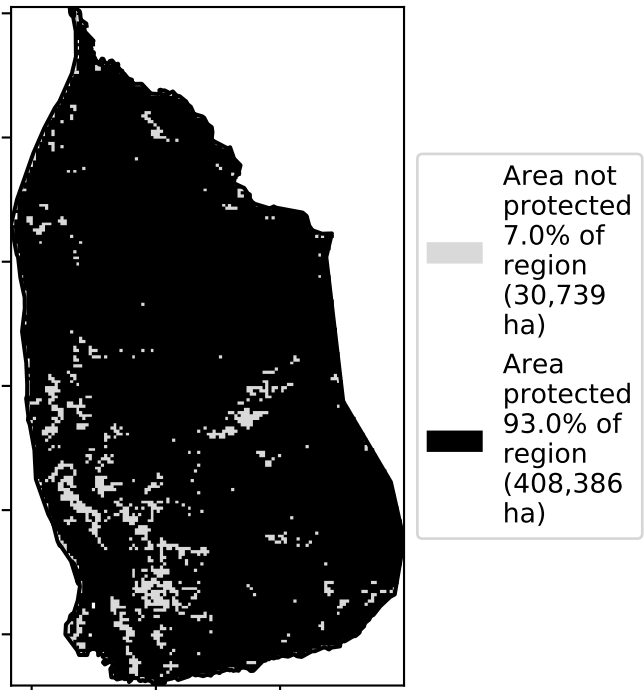 Area not
protected
7.0% of
region
(30,739
ha)
Area
protected
93.0% of
region
(408,386
ha)